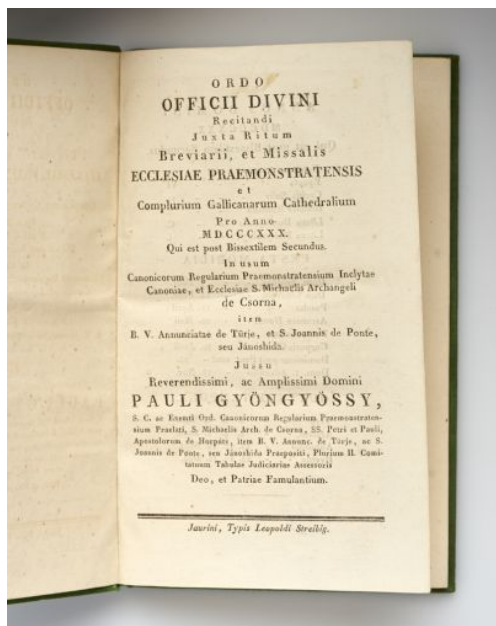 ORDO
OFFICII DIVINI
Recitandi
Juxta Ritum
Breviarii, et Missalis
ECCLESIAE PRAEMONSTRATENSIS
et
Complurium Gallicanarum Cathedralium
Pro Anno
MDCCCXXX.
Qui est post Bissextilem Secundus.
In usum
Canonicorum Regularium Praemonstratensium Inclytae
Canoniae, et Ecclesiae S. Michaelis Archangeli
de Csorna,
item
B. V. Annunciatae de Türje, et S. Joannis de Ponte,
seu Jánoshida.
Jussu
Reverendissimi, ac Amplissimi Domini
PAULI GYÖNGYÓSSY,
S. C. ac Exemti Ord. Canonicorum Regularium Praemonstraten-
sium Praelati, S. Michaelis Arch. de Csorna, SS. Petri et Pauli,
Apostolorum de Horpács, item B. V. Annunc. de Türje, ac S.
Joannis de Ponte, seu Jánoshida Praepositi, Plurium II. Comi-
tatuum Tabulae Judiciariae Assessoris
Deo, et Patriae Famulantium.
Jaurini, Typis Leopoldi Streibig.